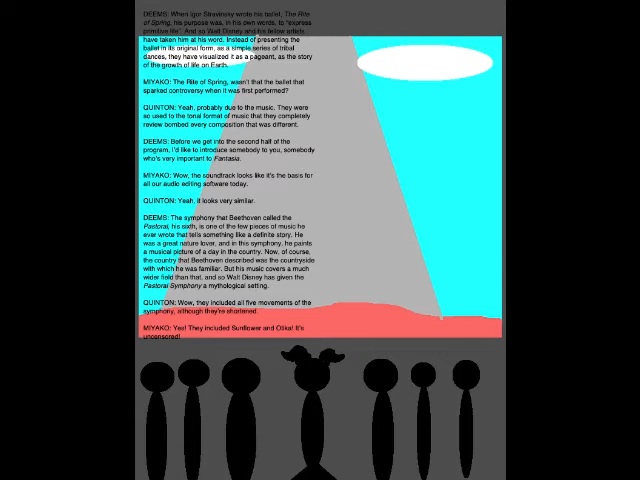 DEEMS: When Igor Stravinsky wrote his ballet, The Rite
of Spring, his purpose was, in his own words, to "express
primitive life". And so Walt Disney and his fellow artists
have taken him at his word. Instead of presenting the
ballet in its original form, as a simple series of tribal
dances, they have visualized it as a pageant, as the story
of the growth of life on Earth.
MIYAKO: The Rite of Spring, wasn't that the ballet that
sparked controversy when it was first performed?
QUINTON: Yeah, probably due to the music. They were
so used to the tonal format of music that they completely
review bombed every composition that was different.
DEEMS: Before we get into the second half of the
program, I'd like to introduce somebody to you, somebody
who's very important to Fantasia.
MIYAKO: Wow, the soundtrack looks like it's the basis for
all our audio editing software today.
QUINTON: Yeah, it looks very similar.
DEEMS: The symphony that Beethoven called the
Pastoral, his sixth, is one of the few pieces of music he
ever wrote that tells something like a definite story. He
was a great nature lover, and in this symphony, he paints
a musical picture of a day in the country. Now, of course,
the country that Beethoven described was the countryside
with which he was familiar. But his music covers a much
wider field than that, and so Walt Disney has given the
Pastoral Symphony a mythological setting.
QUINTON: Wow, they included all five movements of the
symphony, although they're shortened.
MIYAKO: Yes! They included Sunflower and Otika! It's
uncensored!